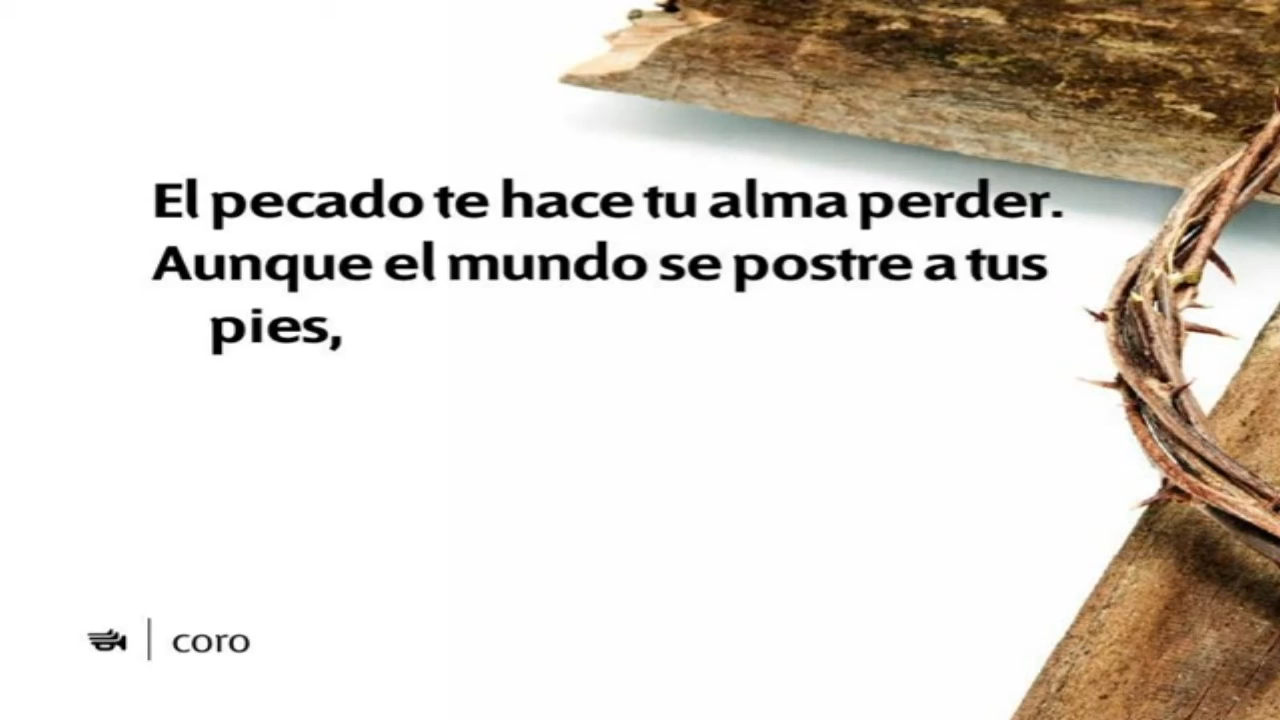 El pecado te hace tu alma perder.
Aunque el mundo se postre a tus
pies,
coro